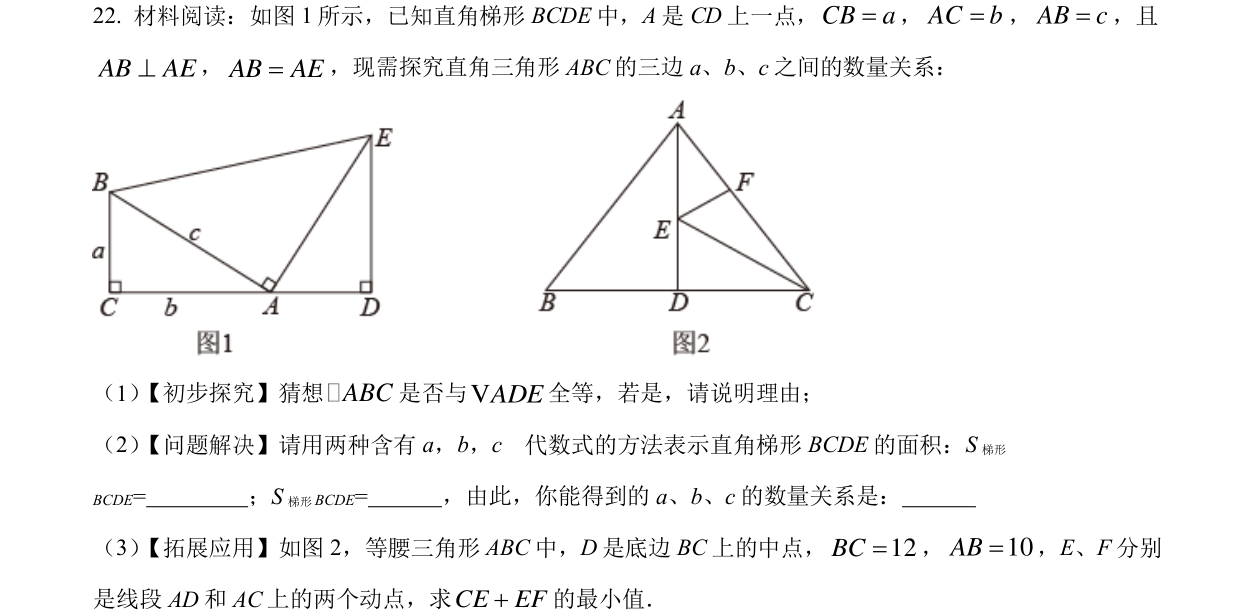 22. 材料阅读：如图1所示，已知直角梯形BCDE中，A是CD上一点，CB=a，AC=b，AB=c，且
AB⊥AE，AB=AE，现需探究直角三角形ABC的三边a、b、c之间的数量关系：
B
E
a
c
C
b
A
D
图1
A
F
E
B
D
C
图2
（1）【初步探究】猜想□ABC是否与VADE全等，若是，请说明理由；
（2）【问题解决】请用两种含有a，b，c 代数式的方法表示直角梯形BCDE的面积：S梯形
BCDE=_________；S梯形BCDE=_______，由此，你能得到的a、b、c的数量关系是：_______
（3）【拓展应用】如图2，等腰三角形ABC中，D是底边BC上的中点，BC=12，AB=10，E、F分别
是线段AD和AC上的两个动点，求CE+EF的最小值．